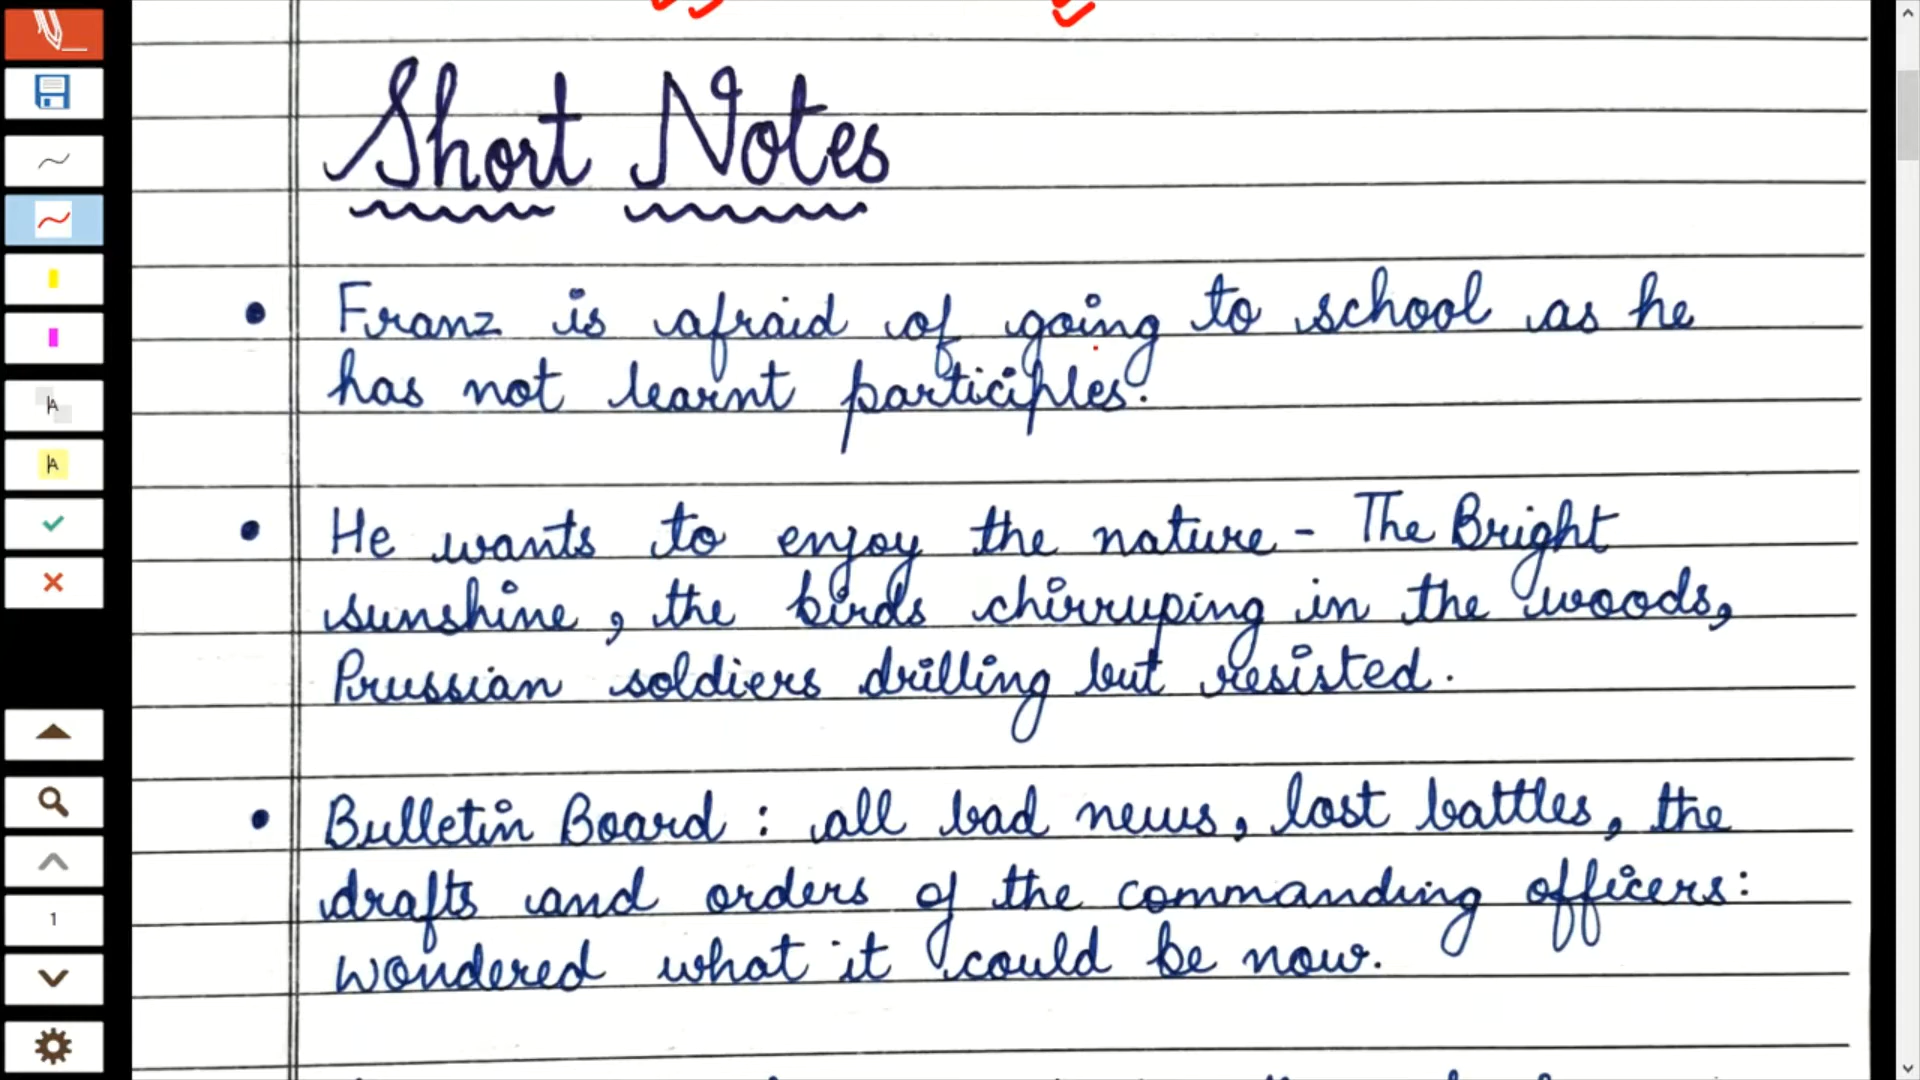 Short Notes
• Franz is afraid of going to school as he
has not learnt participles.
• He wants to enjoy the nature - The Bright
sunshine, the birds chirruping in the woods,
Prussian soldiers drilling but resisted.
• Bulletin Board : all bad news, lost battles, the
drafts and orders of the commanding officers:
wondered what it could be now.
A
A
1